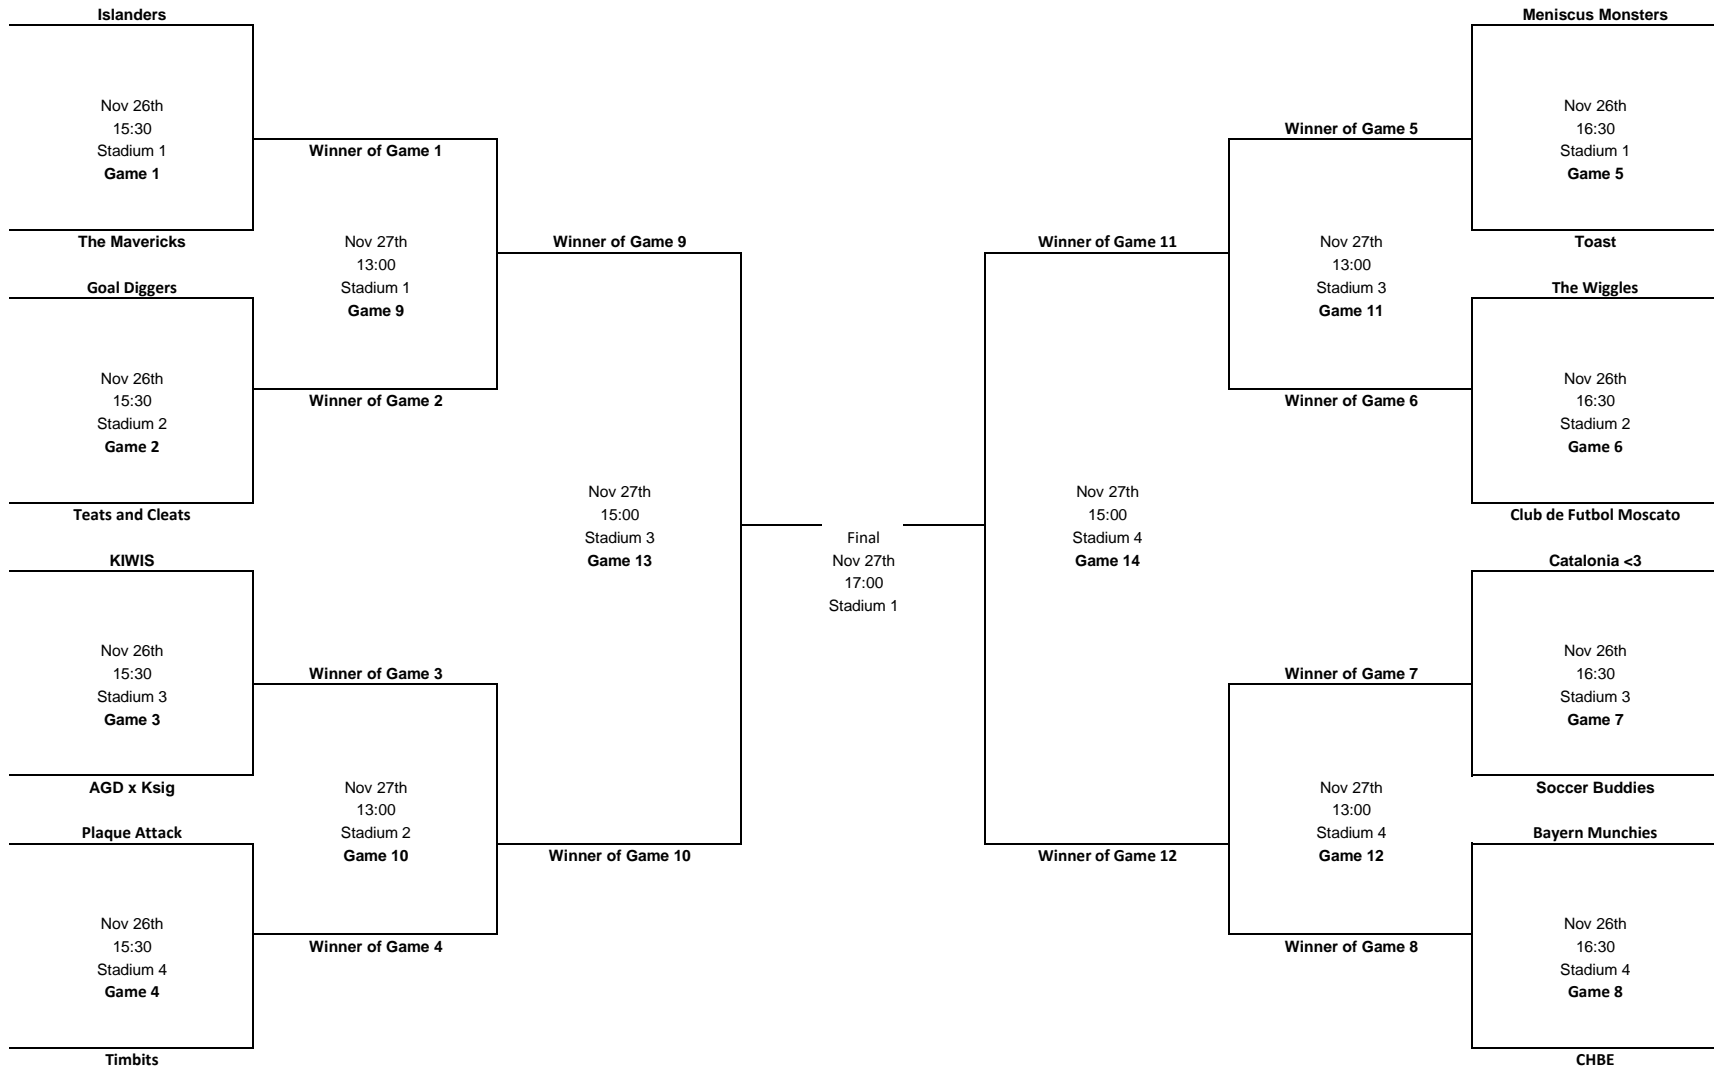 Islanders
Nov 26th
15:30
Stadium 1
Game 1
The Mavericks
Goal Diggers
Nov 26th
15:30
Stadium 2
Game 2
Teats and Cleats
KIWIS
Nov 26th
15:30
Stadium 3
Game 3
AGD x Ksig
Plaque Attack
Nov 26th
15:30
Stadium 4
Game 4
Timbits
Winner of Game 1
Nov 27th
13:00
Stadium 1
Game 9
Winner of Game 2
Winner of Game 3
Nov 27th
13:00
Stadium 2
Game 10
Winner of Game 4
Winner of Game 9
Nov 27th
15:00
Stadium 3
Game 13
Winner of Game 10
Final
Nov 27th
17:00
Stadium 1
Winner of Game 11
Nov 27th
15:00
Stadium 4
Game 14
Winner of Game 12
Winner of Game 5
Nov 27th
13:00
Stadium 3
Game 11
Winner of Game 6
Winner of Game 7
Nov 27th
13:00
Stadium 4
Game 12
Winner of Game 8
Meniscus Monsters
Nov 26th
16:30
Stadium 1
Game 5
Toast
The Wiggles
Nov 26th
16:30
Stadium 2
Game 6
Club de Futbol Moscato
Catalonia <3
Nov 26th
16:30
Stadium 3
Game 7
Soccer Buddies
Bayern Munchies
Nov 26th
16:30
Stadium 4
Game 8
CHBE